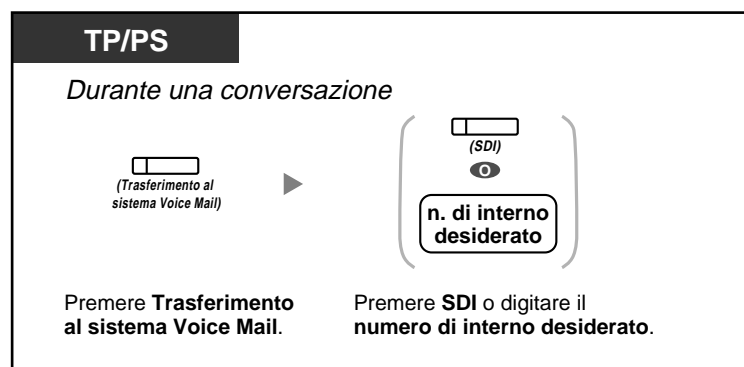 TP/PS
Durante una conversazione
(Trasferimento al
sistema Voice Mail)
(SDI)
O
n. di interno
desiderato
Premere Trasferimento
al sistema Voice Mail.
Premere SDI o digitare il
numero di interno desiderato.